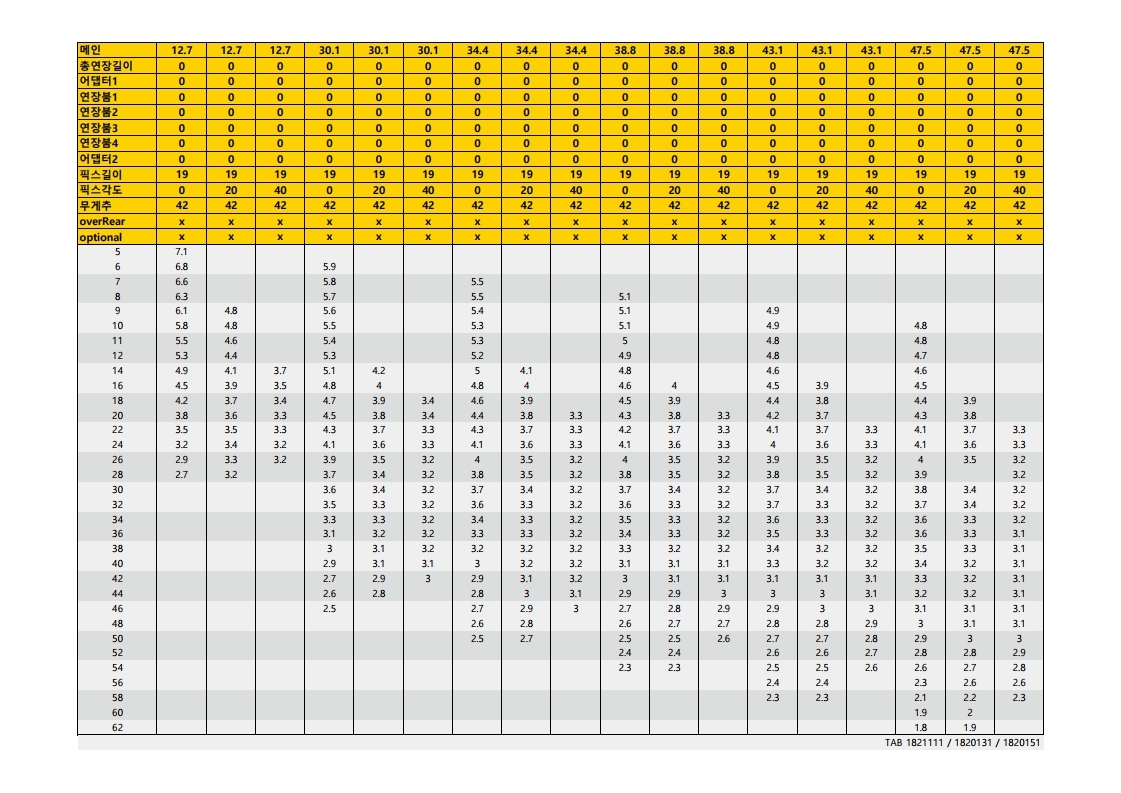 메인 12.7 12.7 12.7 30.1 30.1 30.1 34.4 34.4 34.4 38.8 38.8 38.8 43.1 43.1 43.1 47.5 47.5 47.5
총연장길이 0 0 0 0 0 0 0 0 0 0 0 0 0 0 0 0 0 0
어댑터1 0 0 0 0 0 0 0 0 0 0 0 0 0 0 0 0 0 0
연장붐1 0 0 0 0 0 0 0 0 0 0 0 0 0 0 0 0 0 0
연장붐2 0 0 0 0 0 0 0 0 0 0 0 0 0 0 0 0 0 0
연장붐3 0 0 0 0 0 0 0 0 0 0 0 0 0 0 0 0 0 0
연장붐4 0 0 0 0 0 0 0 0 0 0 0 0 0 0 0 0 0 0
어댑터2 0 0 0 0 0 0 0 0 0 0 0 0 0 0 0 0 0 0
픽스길이 19 19 19 19 19 19 19 19 19 19 19 19 19 19 19 19 19 19
픽스각도 0 20 40 0 20 40 0 20 40 0 20 40 0 20 40 0 20 40
무게추 42 42 42 42 42 42 42 42 42 42 42 42 42 42 42 42 42 42
overRear x x x x x x x x x x x x x x x x x x
optional x x x x x x x x x x x x x x x x x x
5 7.1
6 6.8 5.9
7 6.6 5.8 5.5
8 6.3 5.7 5.5 5.1
9 6.1 4.8 5.6 5.4 5.1 4.9
10 5.8 4.8 5.5 5.3 5.1 4.9 4.8
11 5.5 4.6 5.4 5.3 5 4.8 4.8
12 5.3 4.4 5.3 5.2 4.9 4.8 4.7
14 4.9 4.1 3.7 5.1 4.2 5 4.1 4.8 4.6 4.6
16 4.5 3.9 3.5 4.8 4 4.8 4 4.6 4 4.5 3.9 4.5
18 4.2 3.7 3.4 4.7 3.9 3.4 4.6 3.9 4.5 3.9 4.4 3.8 4.4 3.9
20 3.8 3.6 3.3 4.5 3.8 3.4 4.4 3.8 3.3 4.3 3.8 3.3 4.2 3.7 4.3 3.8
22 3.5 3.5 3.3 4.3 3.7 3.3 4.3 3.7 3.3 4.2 3.7 3.3 4.1 3.7 3.3 4.1 3.7 3.3
24 3.2 3.4 3.2 4.1 3.6 3.3 4.1 3.6 3.3 4.1 3.6 3.3 4 3.6 3.3 4.1 3.6 3.3
26 2.9 3.3 3.2 3.9 3.5 3.2 4 3.5 3.2 4 3.5 3.2 3.9 3.5 3.2 4 3.5 3.2
28 2.7 3.2 3.7 3.4 3.2 3.8 3.5 3.2 3.8 3.5 3.2 3.8 3.5 3.2 3.9 3.2
30 3.6 3.4 3.2 3.7 3.4 3.2 3.7 3.4 3.2 3.7 3.4 3.2 3.8 3.4 3.2
32 3.5 3.3 3.2 3.6 3.3 3.2 3.6 3.3 3.2 3.7 3.3 3.2 3.7 3.4 3.2
34 3.3 3.3 3.2 3.4 3.3 3.2 3.5 3.3 3.2 3.6 3.3 3.2 3.6 3.3 3.2
36 3.1 3.2 3.2 3.3 3.3 3.2 3.4 3.3 3.2 3.5 3.3 3.2 3.6 3.3 3.1
38 3 3.1 3.2 3.2 3.2 3.2 3.3 3.2 3.2 3.4 3.2 3.2 3.5 3.3 3.1
40 2.9 3.1 3.1 3 3.2 3.2 3.1 3.1 3.1 3.3 3.2 3.2 3.4 3.2 3.1
42 2.7 2.9 3 2.9 3.1 3.2 3 3.1 3.1 3.1 3.1 3.1 3.3 3.2 3.1
44 2.6 2.8 2.8 3 3.1 2.9 2.9 3 3 3 3.1 3.2 3.2 3.1
46 2.5 2.7 2.9 3 2.7 2.8 2.9 2.9 3 3 3.1 3.1 3.1
48 2.6 2.8 2.6 2.7 2.7 2.8 2.8 2.9 3 3.1 3.1
50 2.5 2.7 2.5 2.5 2.6 2.7 2.7 2.8 2.9 3 3
52 2.4 2.4 2.6 2.6 2.7 2.8 2.8 2.9
54 2.3 2.3 2.5 2.5 2.6 2.6 2.7 2.8
56 2.4 2.4 2.3 2.6 2.6
58 2.3 2.3 2.1 2.2 2.3
60 1.9 2
62 1.8 1.9
TAB 1821111 / 1820131 / 1820151